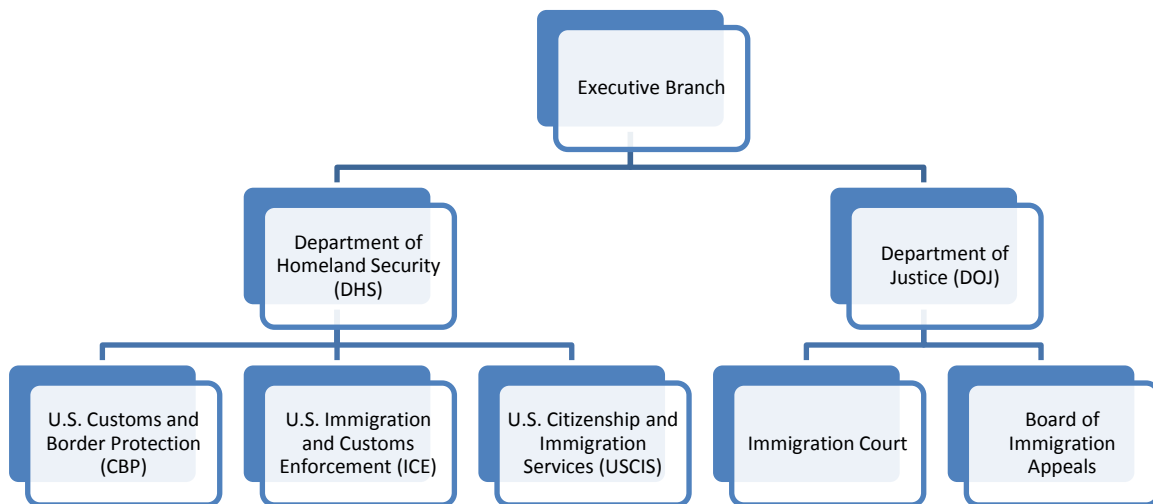 Executive Branch
Department of
Homeland Security
(DHS)
Department of
Justice (DOJ)
U.S. Customs and
Border Protection
(CBP)
U.S. Immigration
and Customs
Enforcement (ICE)
U.S. Citizenship and
Immigration
Services (USCIS)
Immigration Court
Board of
Immigration
Appeals